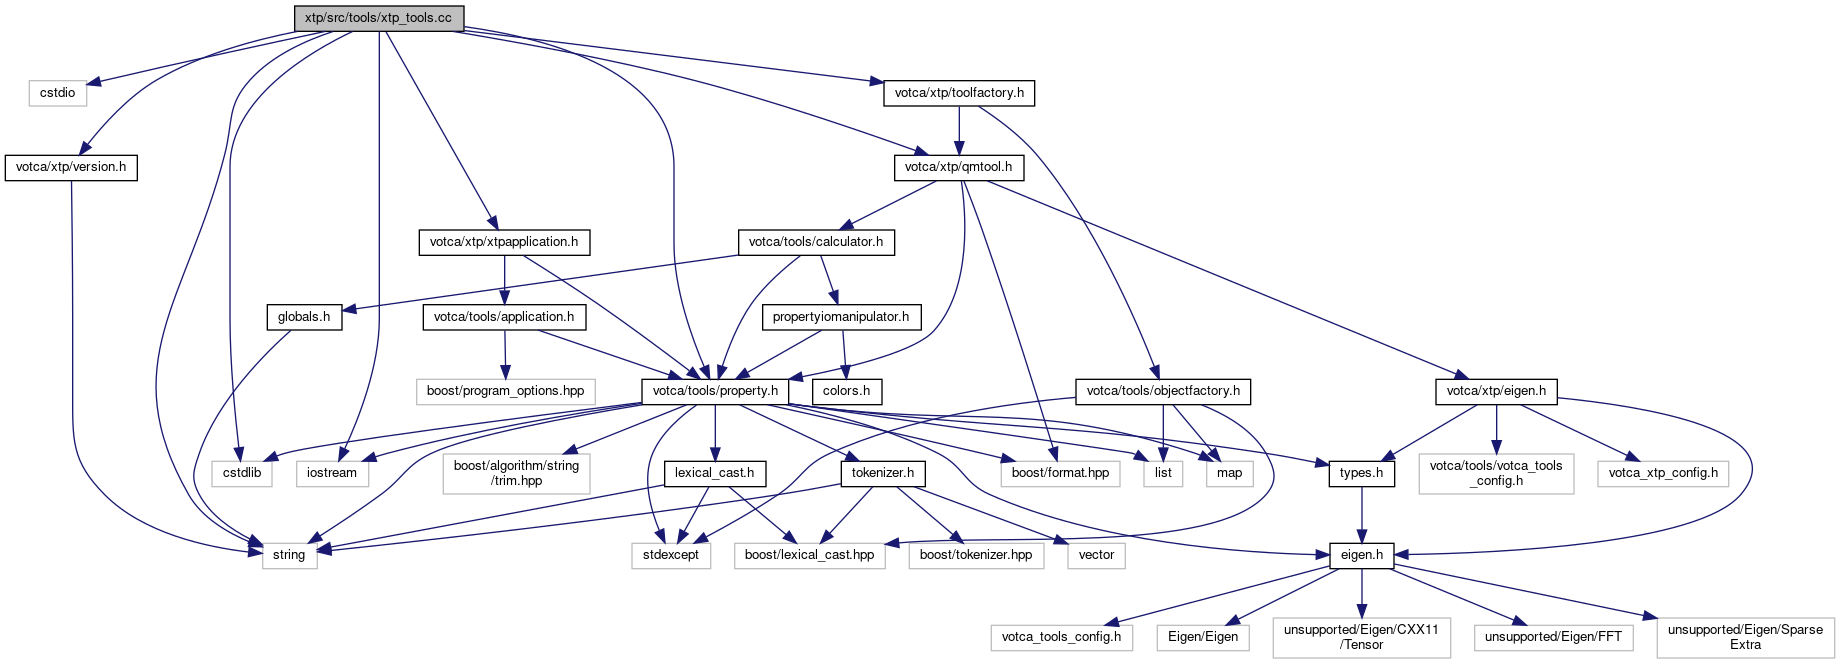 xtp/src/tools/xtp_tools.cc
cstdio
votca/xtp/toolfactory.h
votca/xtp/version.h
votca/xtp/qmtool.h
votca/xtp/xtpapplication.h
votca/tools/calculator.h
globals.h
votca/tools/application.h
propertyiomanipulator.h
boost/program_options.hpp
votca/tools/property.h
colors.h
votca/tools/objectfactory.h
votca/xtp/eigen.h
cstdlib
iostream
boost/algorithm/string
/trim.hpp
lexical_cast.h
tokenizer.h
boost/format.hpp
list
map
types.h
votca/tools/votca_tools
_config.h
votca_xtp_config.h
string
stdexcept
boost/lexical_cast.hpp
boost/tokenizer.hpp
vector
eigen.h
votca_tools_config.h
Eigen/Eigen
unsupported/Eigen/CXX11
/Tensor
unsupported/Eigen/FFT
unsupported/Eigen/Sparse
Extra